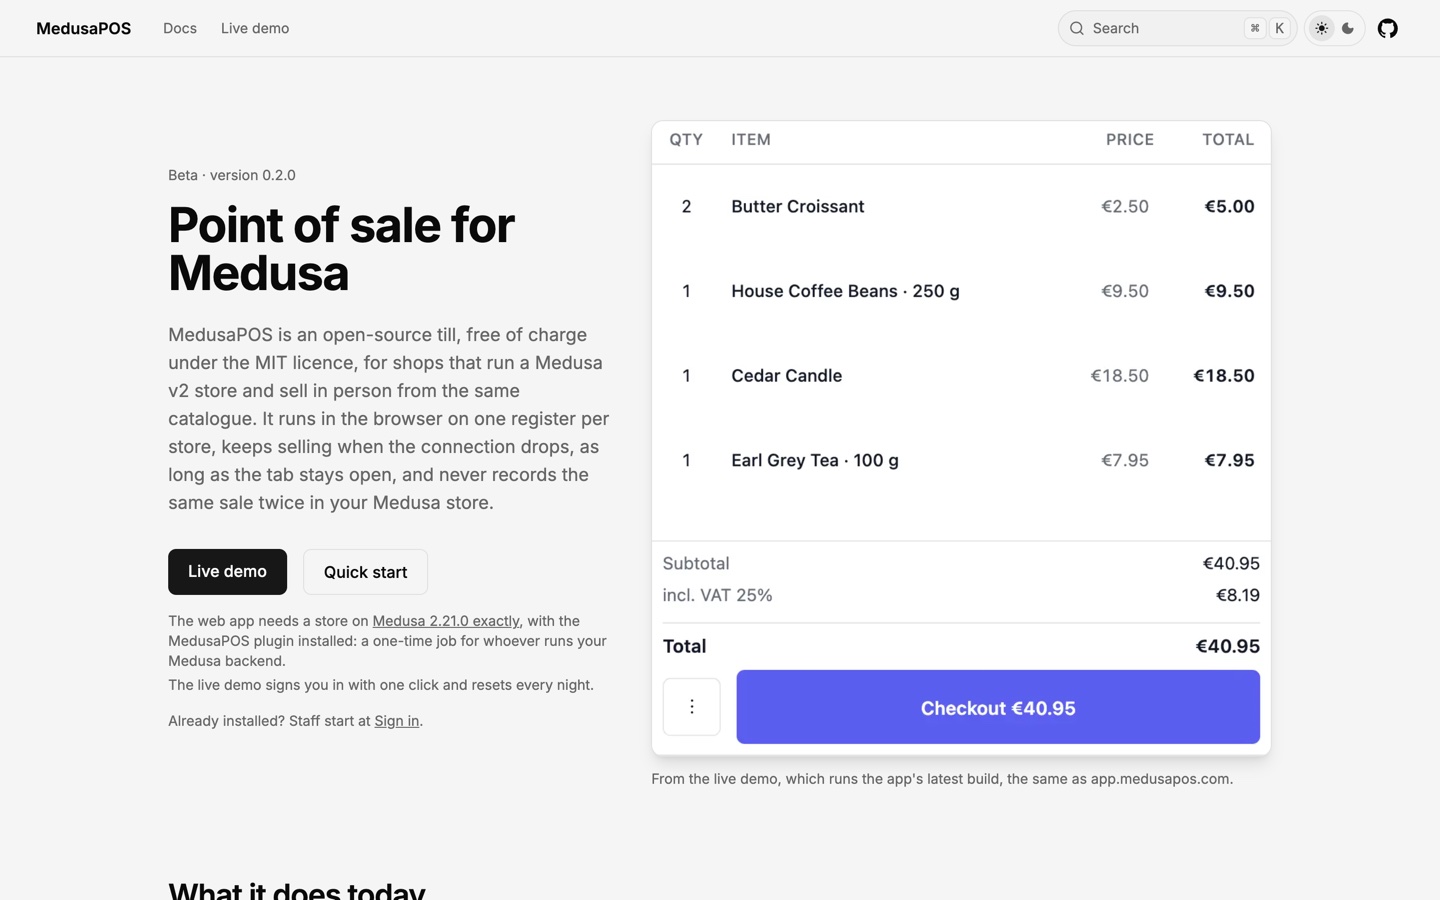 MedusaPOS Docs Live demo Search ⌘ K
Beta · version 0.2.0
Point of sale for
Medusa
MedusaPOS is an open-source till, free of charge
under the MIT licence, for shops that run a Medusa
v2 store and sell in person from the same
catalogue. It runs in the browser on one register per
store, keeps selling when the connection drops, as
long as the tab stays open, and never records the
same sale twice in your Medusa store.
Live demo Quick start
The web app needs a store on Medusa 2.21.0 exactly, with the
MedusaPOS plugin installed: a one-time job for whoever runs your
Medusa backend.
The live demo signs you in with one click and resets every night.
Already installed? Staff start at Sign in.
QTY ITEM PRICE TOTAL
2 Butter Croissant €2.50 €5.00
1 House Coffee Beans · 250 g €9.50 €9.50
1 Cedar Candle €18.50 €18.50
1 Earl Grey Tea · 100 g €7.95 €7.95
Subtotal €40.95
incl. VAT 25% €8.19
Total €40.95
Checkout €40.95
From the live demo, which runs the app's latest build, the same as app.medusapos.com.
What it does today